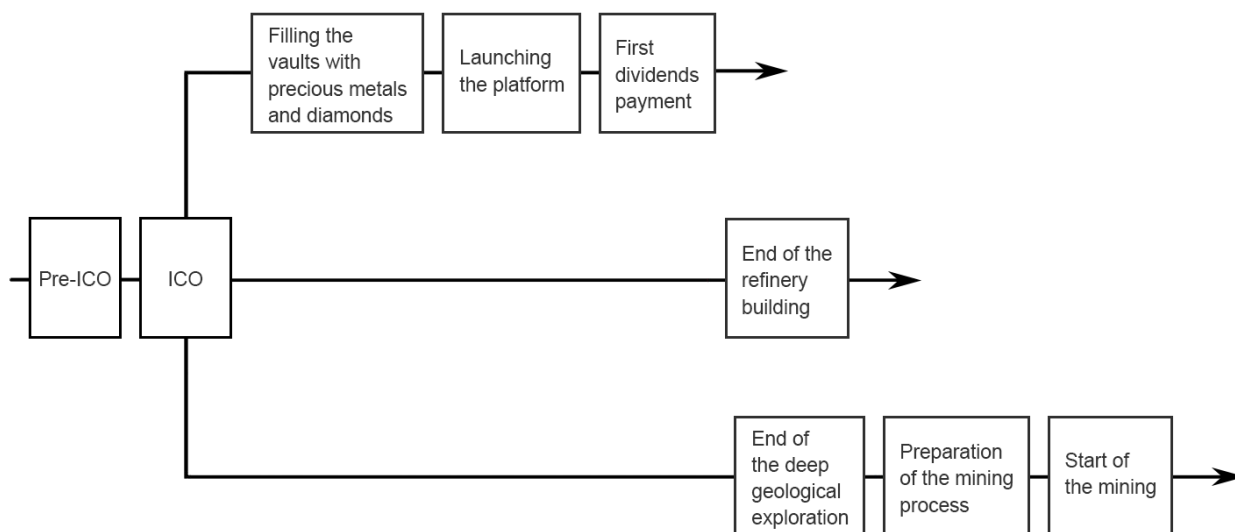 Filling the
vaults with
precious metals
and diamonds
Launching
the platform
First
dividends
payment
Pre-ICO
ICO
End of the
refinery
building
End of
the deep
geological
exploration
Preparation
of the mining
process
Start of
the mining